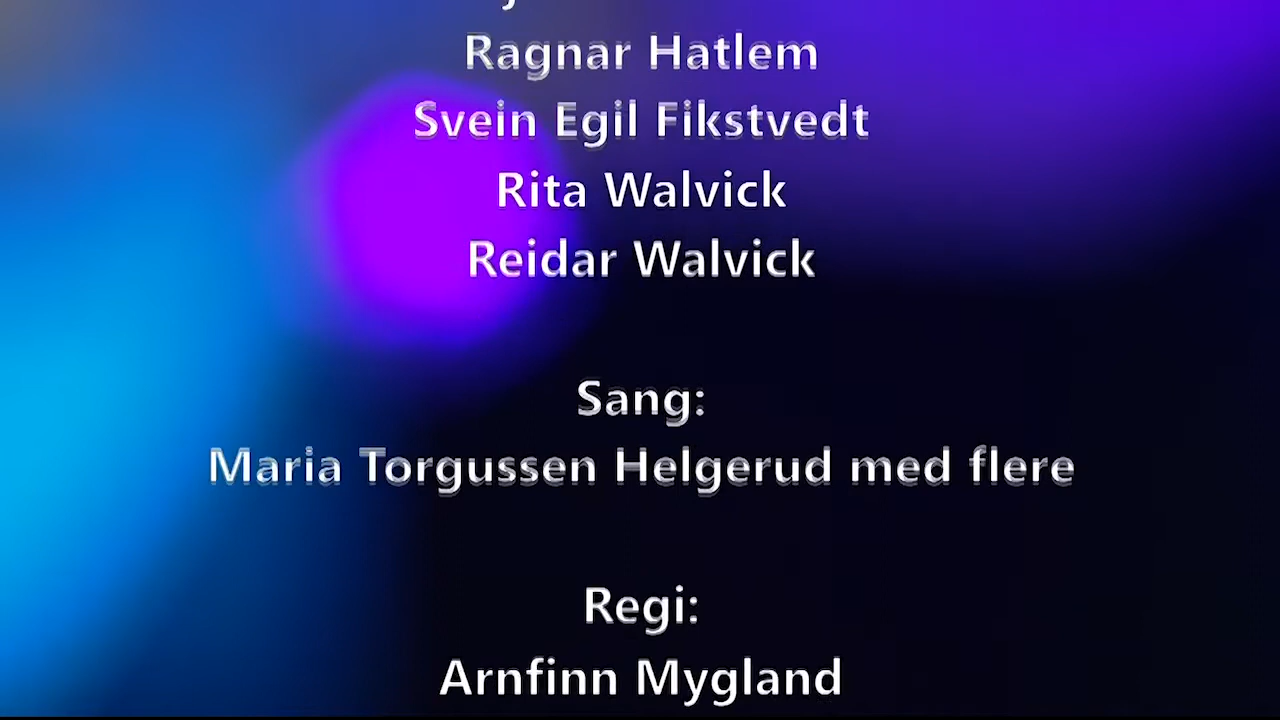 Ragnar Hatlem
Svein Egil Fikstvedt
Rita Walvick
Reidar Walvick
Sang:
Maria Torgussen Helgerud med flere
Regi:
Arnfinn Mygland